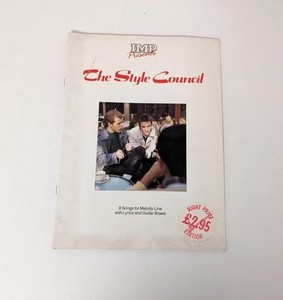 IMP
Presents
The Style Council
8 Songs for Melody Line
with Lyrics and Guitar Boxes
RIGHT PRICE
£2.95
EDITION